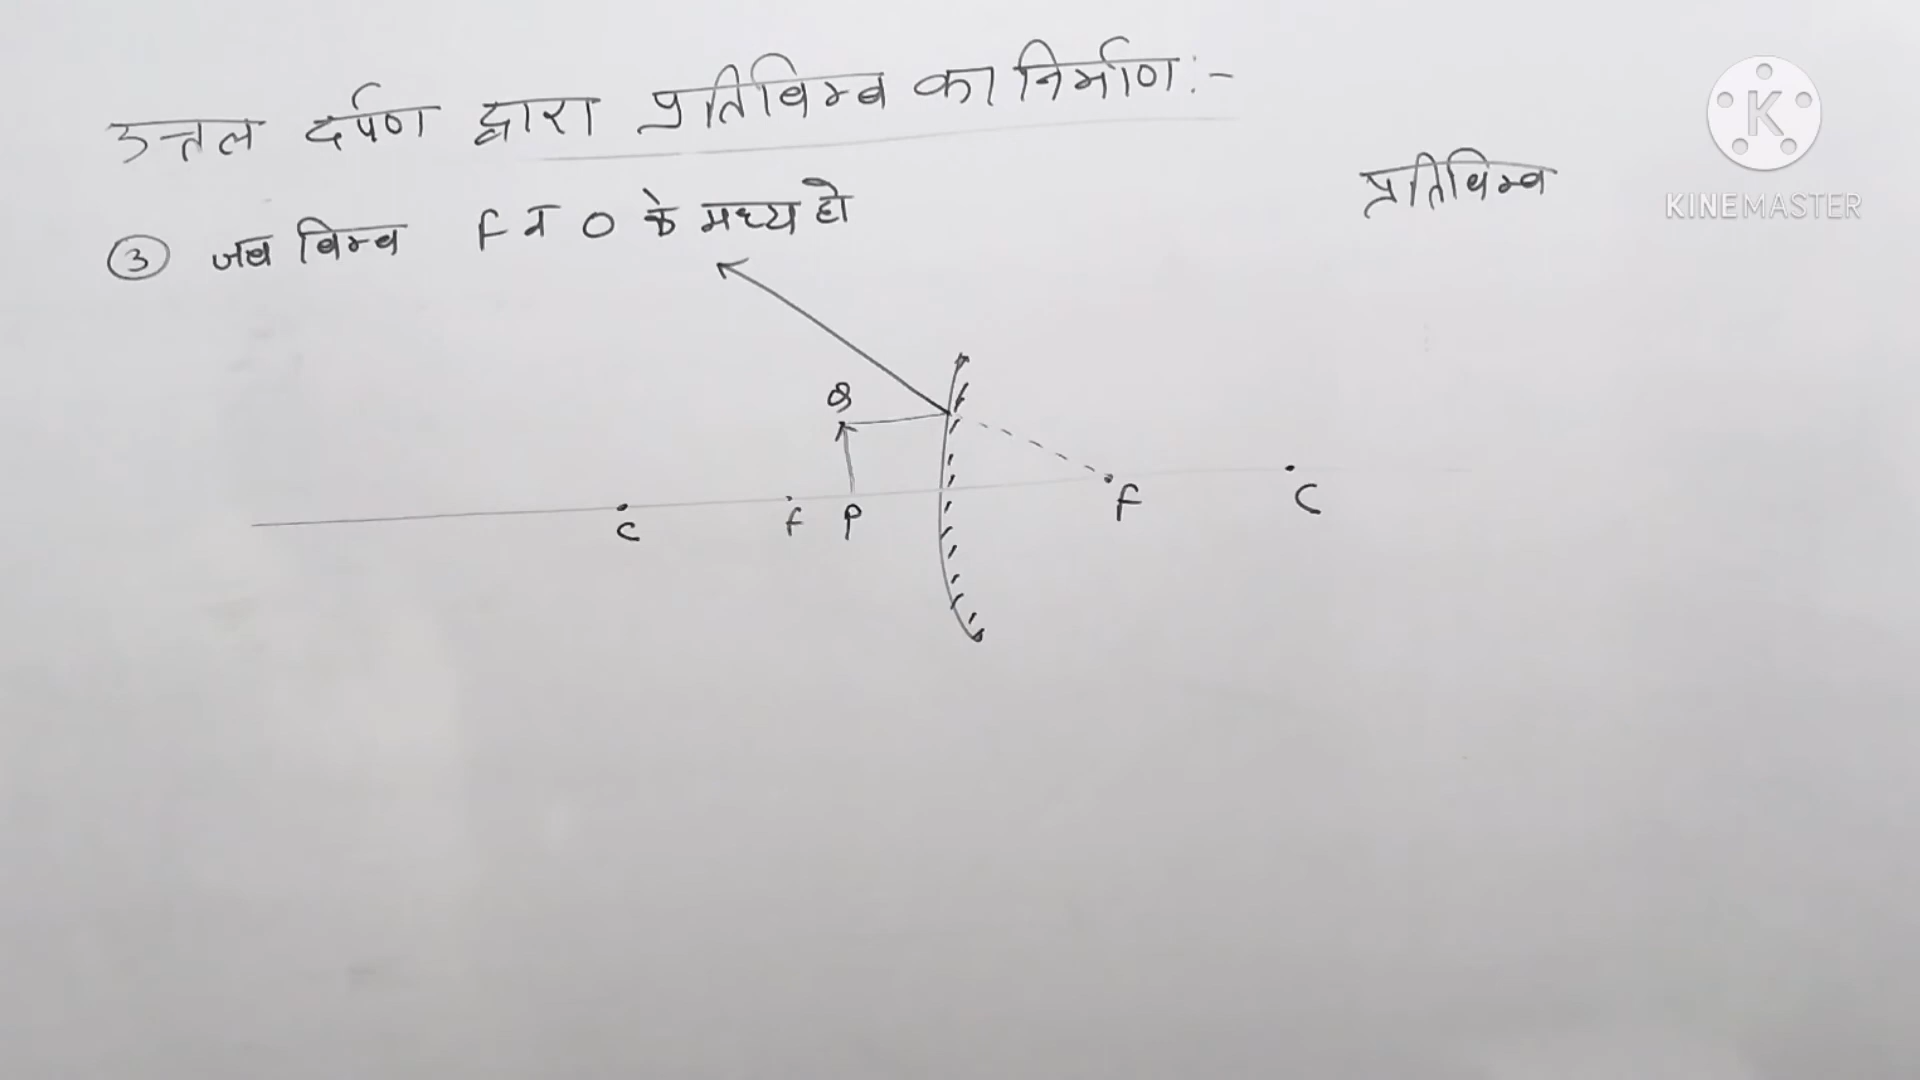 उत्तल दर्पण द्वारा प्रतिबिम्ब का निर्माण :-
प्रतिबिम्ब
③ जब बिम्ब F व O के मध्य हो
Q
C F P F C
K
KINEMASTER